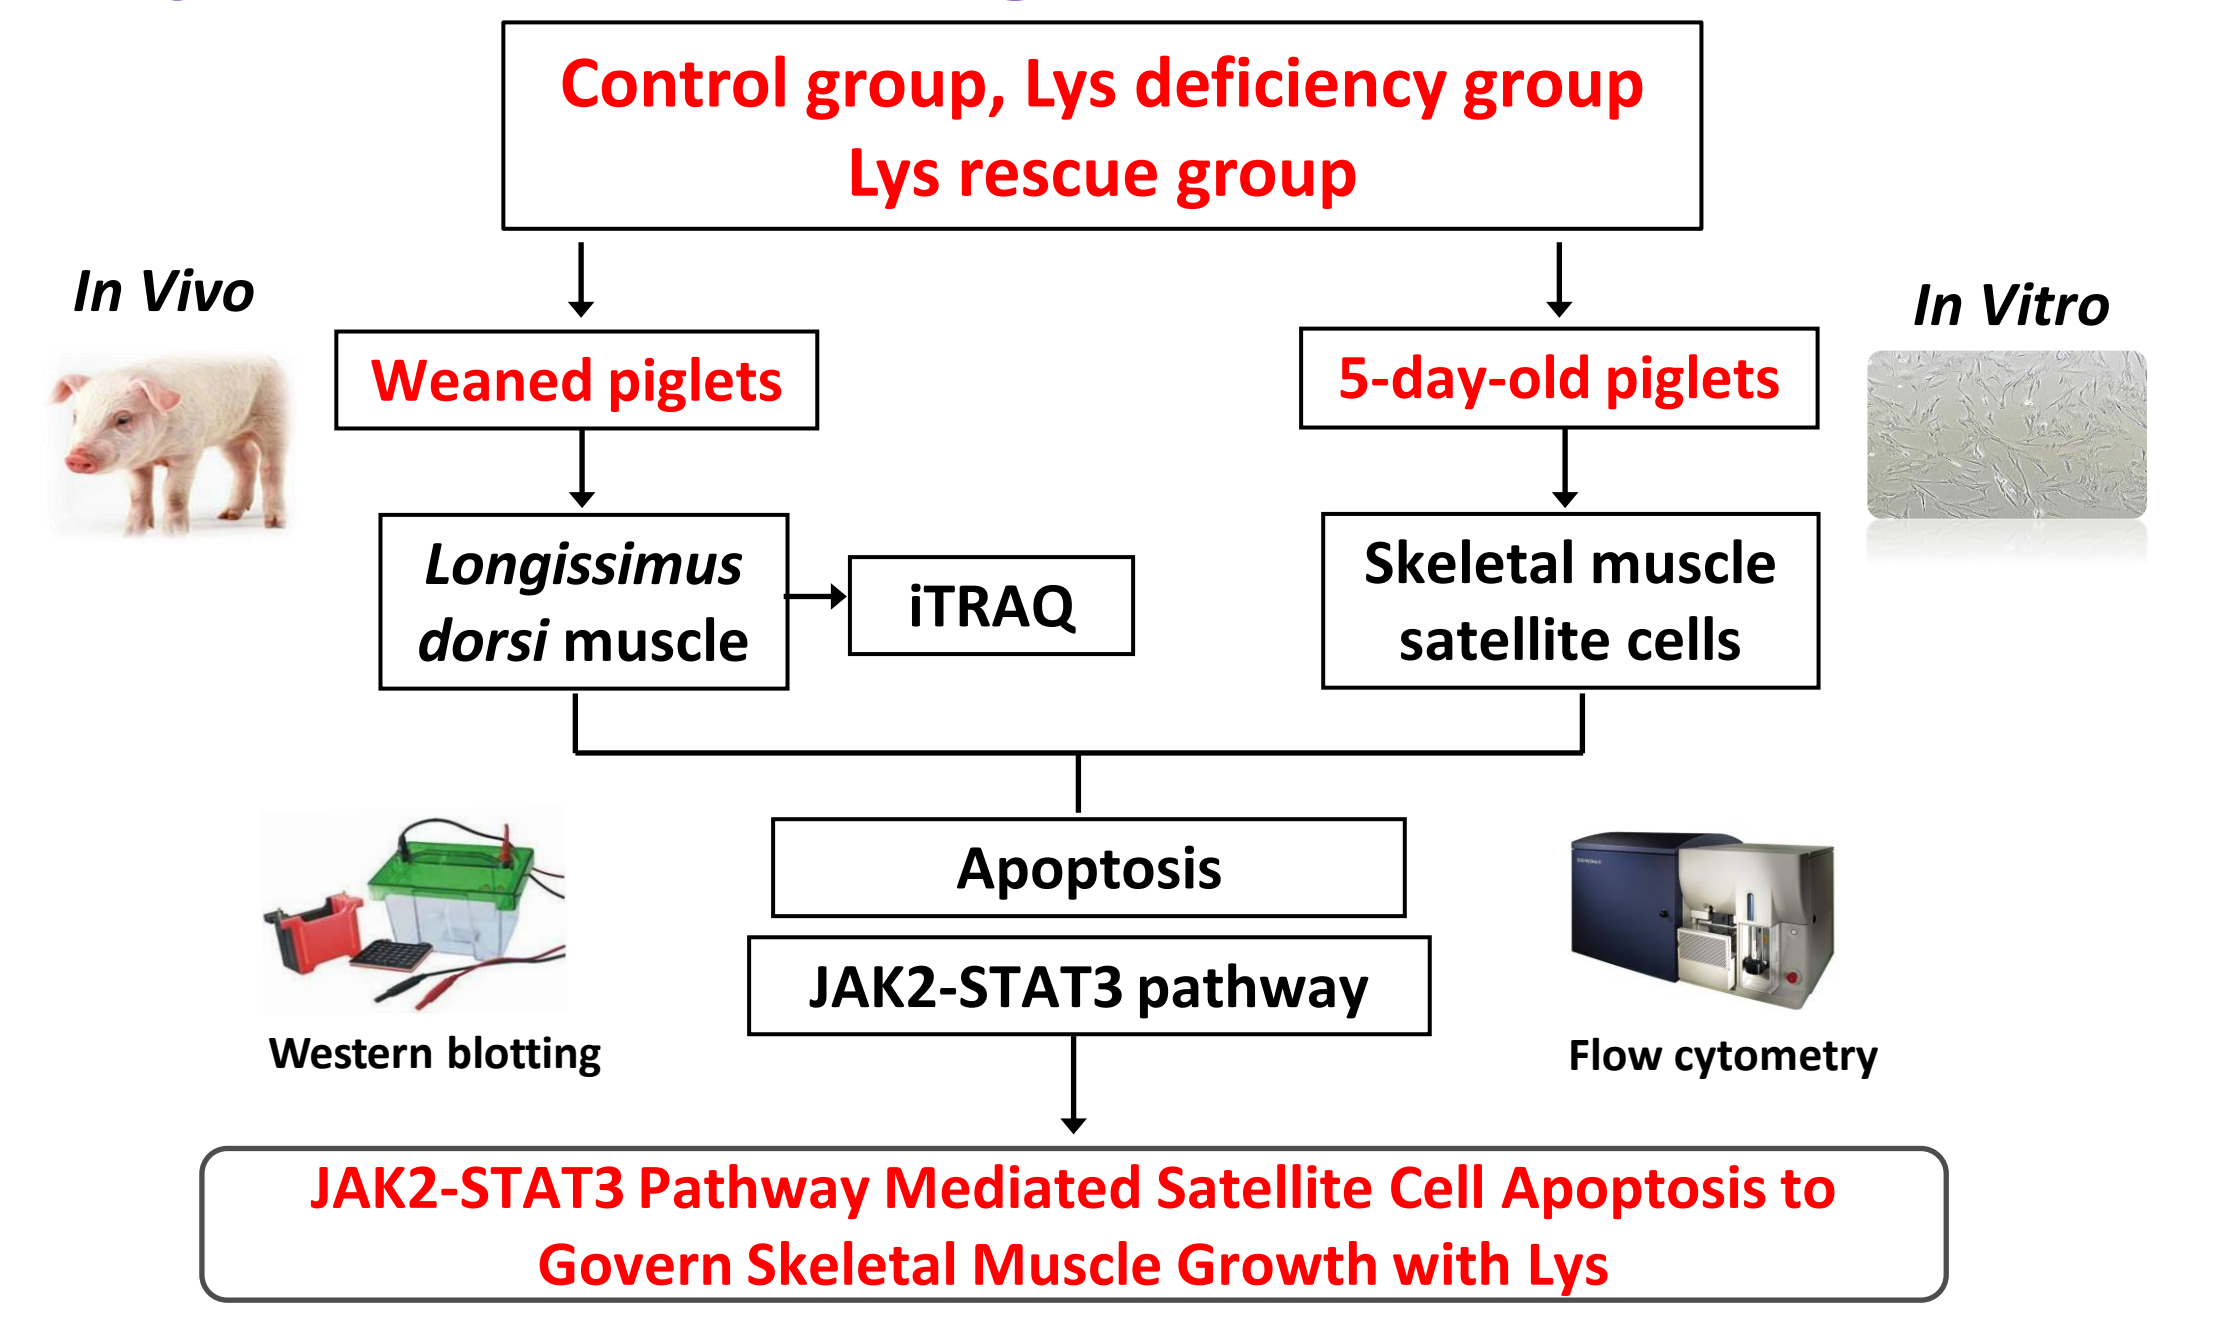 Control group, Lys deficiency group
Lys rescue group
In Vivo
In Vitro
Weaned piglets
5-day-old piglets
Longissimus
dorsi muscle
iTRAQ
Skeletal muscle
satellite cells
Apoptosis
JAK2-STAT3 pathway
Western blotting
Flow cytometry
JAK2-STAT3 Pathway Mediated Satellite Cell Apoptosis to
Govern Skeletal Muscle Growth with Lys